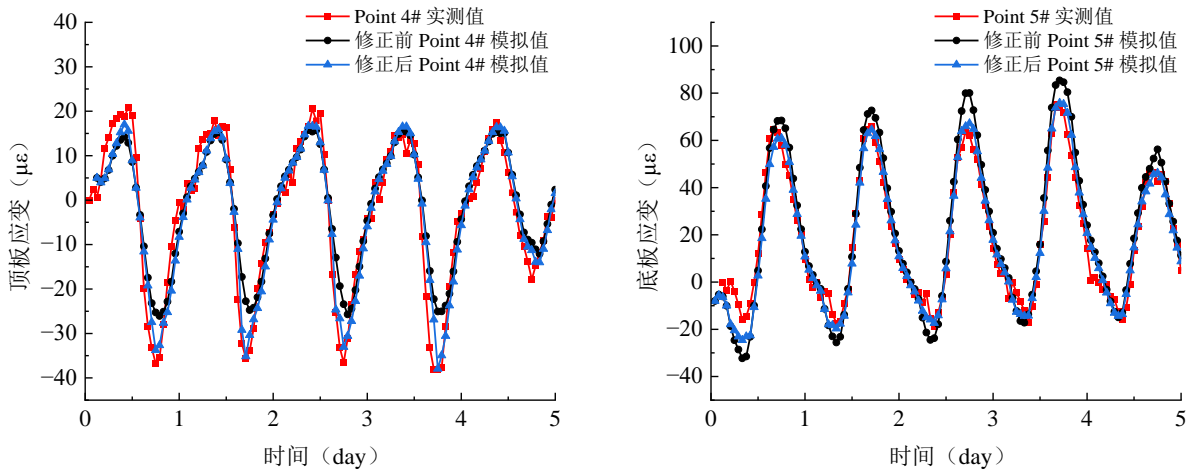 Point 4# 实测值
修正前 Point 4# 模拟值
修正后 Point 4# 模拟值
40
30
20
10
0
−10
−20
−30
−40
顶板应变（με）
0 1 2 3 4 5
时间（day）
Point 5# 实测值
修正前 Point 5# 模拟值
修正后 Point 5# 模拟值
100
80
60
40
20
0
−20
−40
底板应变（με）
0 1 2 3 4 5
时间（day）